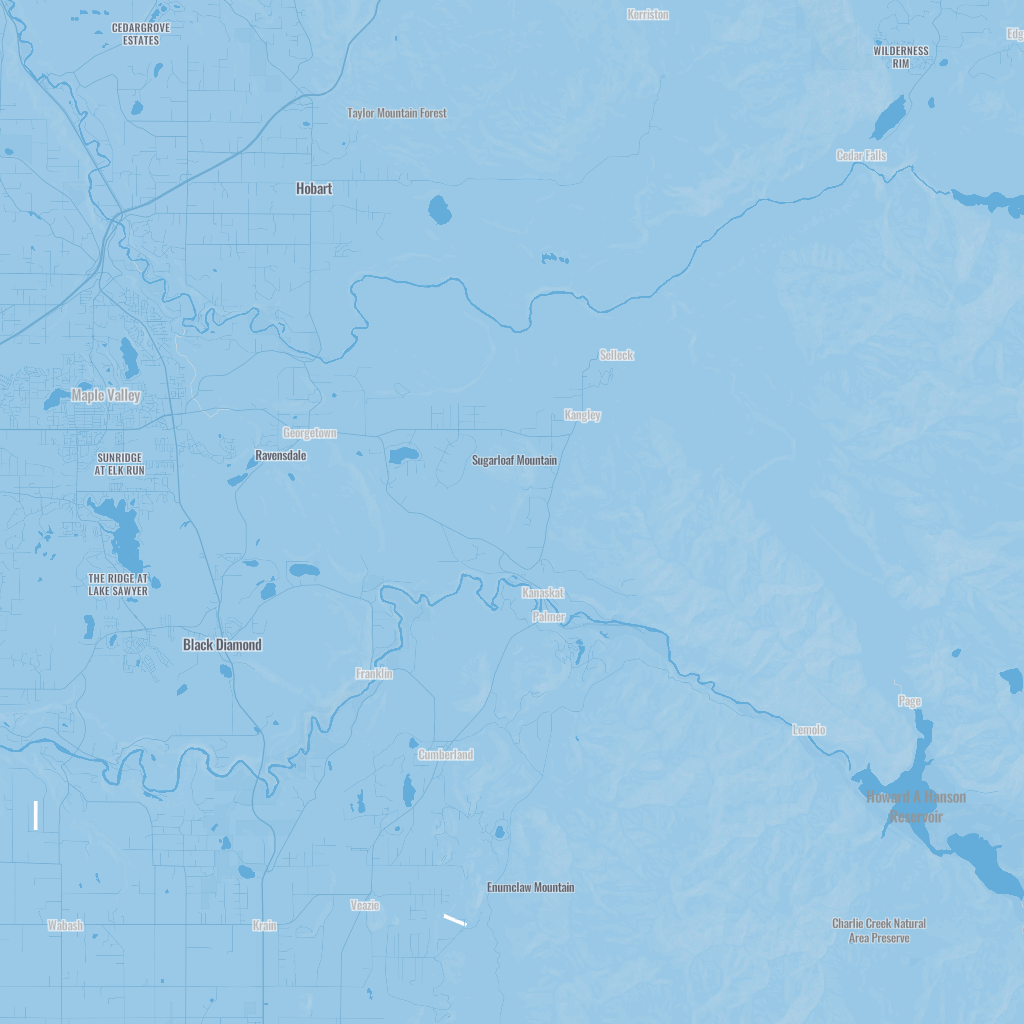 Kerriston
CEDARGROVE
ESTATES
Edg
WILDERNESS
RIM
Taylor Mountain Forest
Cedar Falls
Hobart
Selleck
Maple Valley
Kangley
Georgetown
Ravensdale
SUNRIDGE
AT ELK RUN
Sugarloaf Mountain
THE RIDGE AT
LAKE SAWYER
Kanaskat
Palmer
Black Diamond
Franklin
Page
Lemolo
Cumberland
Howard A Hanson
Reservoir
Enumclaw Mountain
Veazie
Wabash
Krain
Charlie Creek Natural
Area Preserve